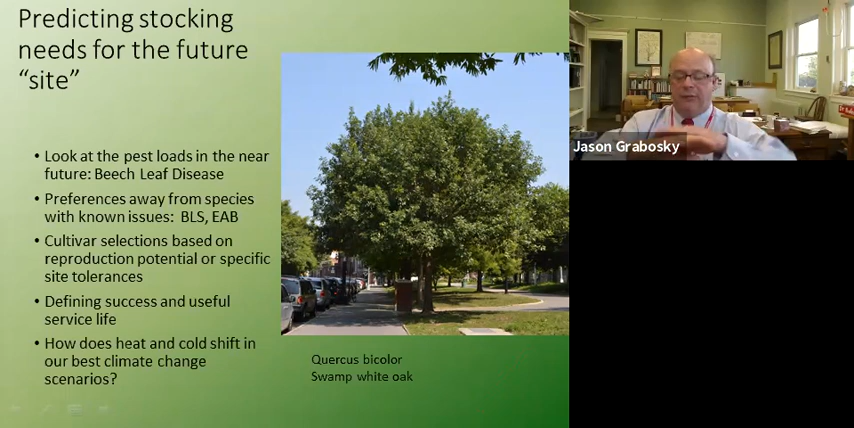 Predicting stocking
needs for the future
“site”
• Look at the pest loads in the near
future: Beech Leaf Disease
• Preferences away from species
with known issues: BLS, EAB
• Cultivar selections based on
reproduction potential or specific
site tolerances
• Defining success and useful
service life
• How does heat and cold shift in
our best climate change
scenarios?
Quercus bicolor
Swamp white oak
Jason Grabosky